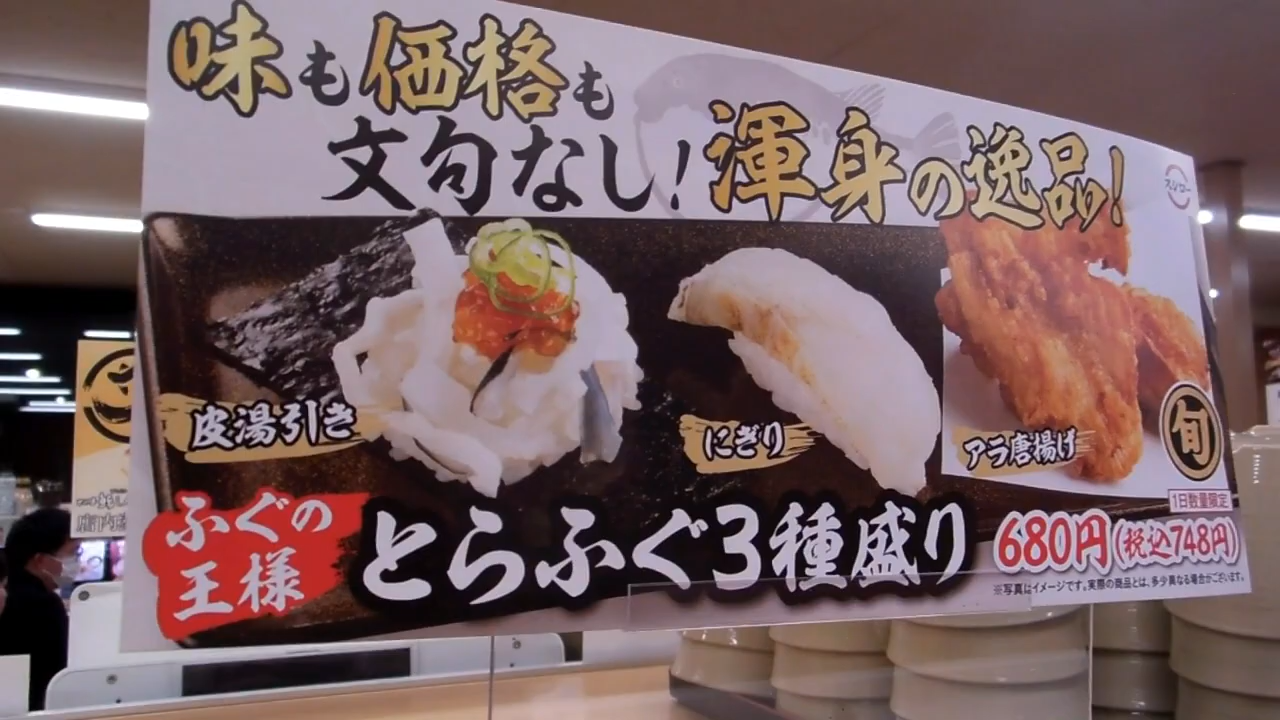 味も価格も
文句なし!渾身の逸品!
スシロー
皮湯引き
にぎり
アラ唐揚げ
旬
1日数量限定
ふぐの
王様
とらふぐ3種盛り
680円(税込748円)
※写真はイメージです。実際の商品とは、多少異なる場合がございます。